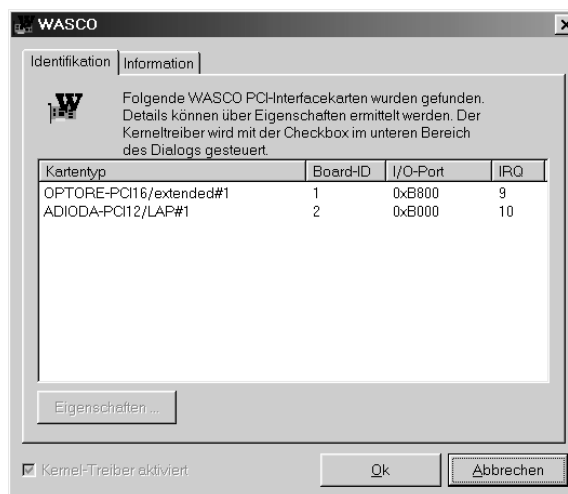 WASCO
Identifikation Information
Folgende WASCO PCI-Interfacekarten wurden gefunden.
Details können über Eigenschaften ermittelt werden. Der
Kerneltreiber wird mit der Checkbox im unteren Bereich
des Dialogs gesteuert.
Kartentyp Board-ID I/O-Port IRQ
OPTORE-PCI16/extended#1 1 0xB800 9
ADIODA-PCI12/LAP#1 2 0xB000 10
Eigenschaften ...
Kernel-Treiber aktiviert Ok Abbrechen